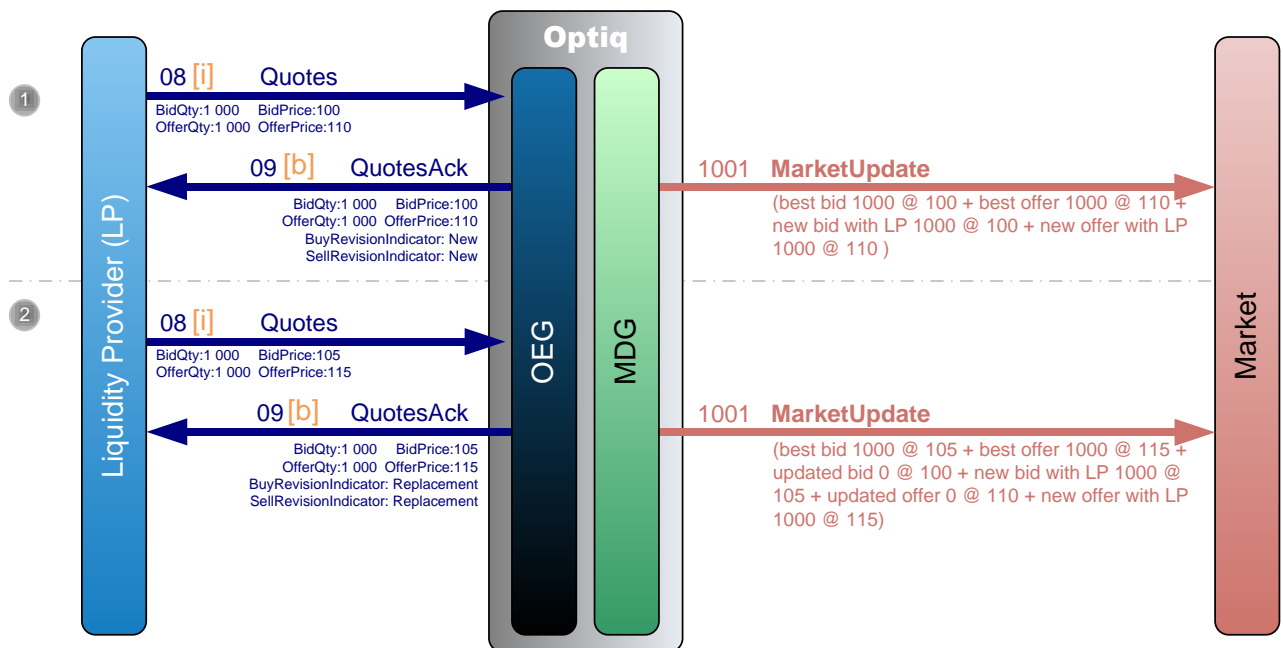 Optiq
1
08 [i] Quotes
BidQty:1 000 BidPrice:100
OfferQty:1 000 OfferPrice:110
09 [b] QuotesAck
BidQty:1 000 BidPrice:100
OfferQty:1 000 OfferPrice:110
BuyRevisionIndicator: New
SellRevisionIndicator: New
1001 MarketUpdate
(best bid 1000 @ 100 + best offer 1000 @ 110 +
new bid with LP 1000 @ 100 + new offer with LP
1000 @ 110 )
Liquidity Provider (LP)
OEG
MDG
Market
2
08 [i] Quotes
BidQty:1 000 BidPrice:105
OfferQty:1 000 OfferPrice:115
09 [b] QuotesAck
BidQty:1 000 BidPrice:105
OfferQty:1 000 OfferPrice:115
BuyRevisionIndicator: Replacement
SellRevisionIndicator: Replacement
1001 MarketUpdate
(best bid 1000 @ 105 + best offer 1000 @ 115 +
updated bid 0 @ 100 + new bid with LP 1000 @
105 + updated offer 0 @ 110 + new offer with LP
1000 @ 115)